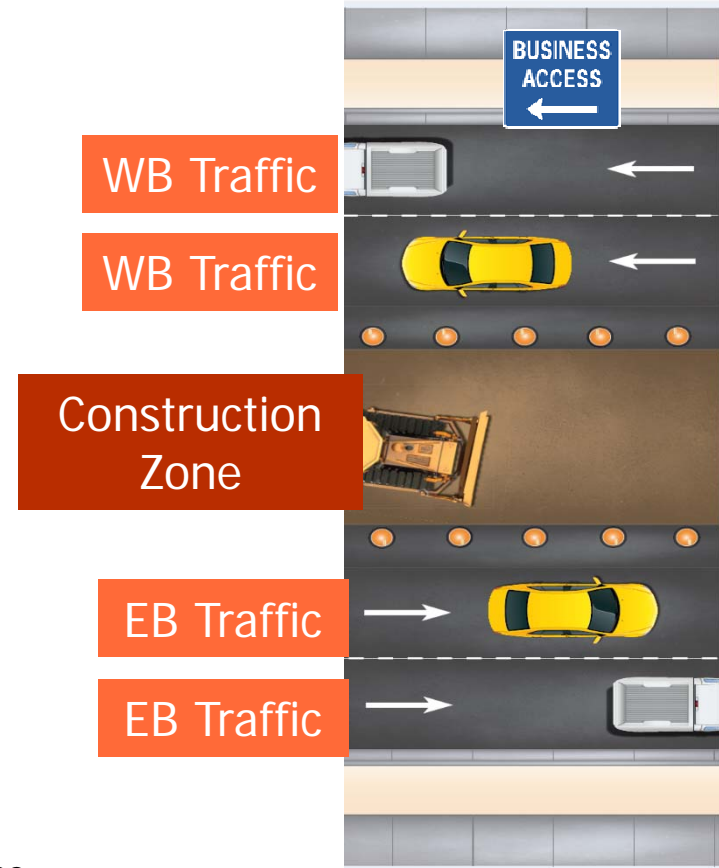 BUSINESS
ACCESS
WB Traffic
WB Traffic
Construction
Zone
EB Traffic
EB Traffic